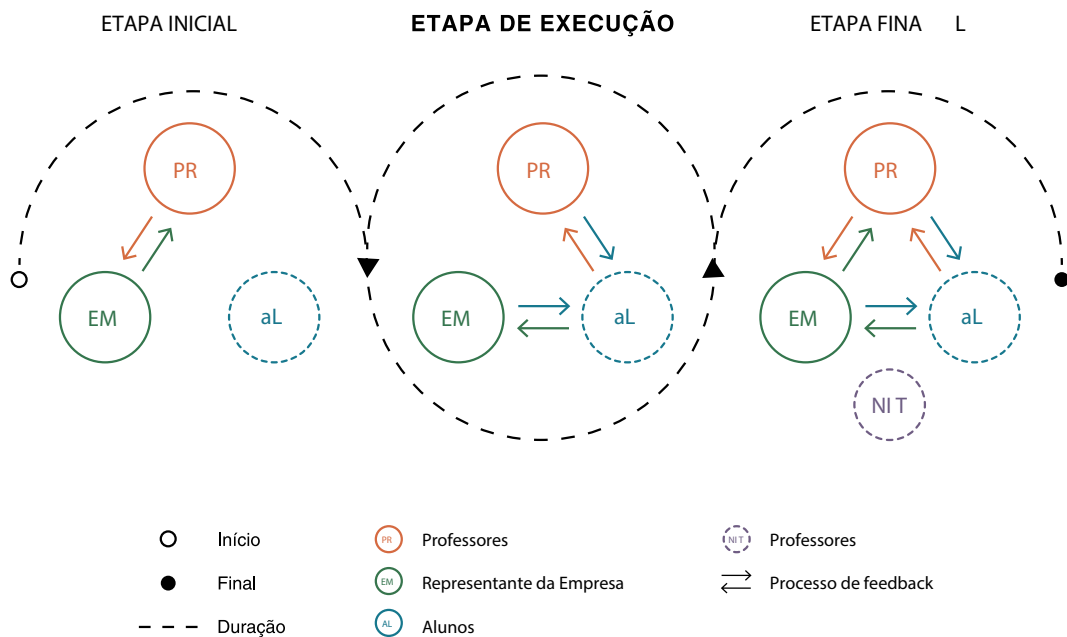 ETAPA INICIAL
ETAPA DE EXECUÇÃO
ETAPA FINA L
PR
EM
aL
PR
EM
aL
PR
EM
aL
NI T
Início
Final
Duração
PR Professores
EM Representante da Empresa
AL Alunos
NI T Professores
Processo de feedback